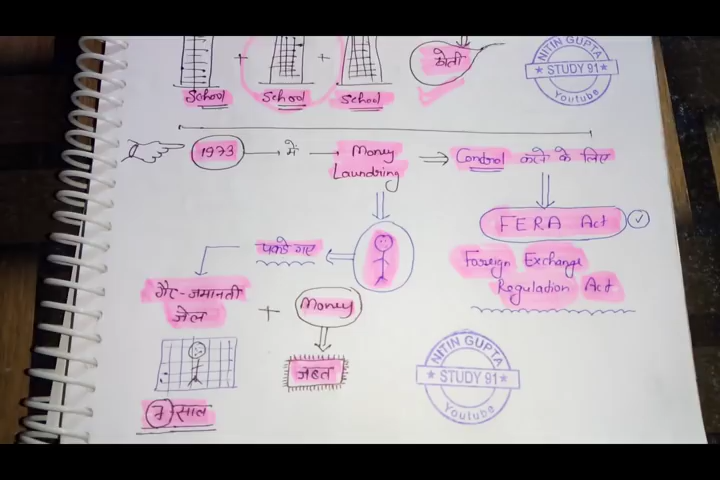 School + School + School
खेती
NITIN GUPTA
★ STUDY 91 ★
Youtube
1973 में Money
Laundring
Control करने के लिए
FERA Act
Foreign Exchange
Regulation Act
पकडे गए
गैर-जमानती
जेल
+ Money
जब्त
7 साल
NITIN GUPTA
★ STUDY 91 ★
Youtube